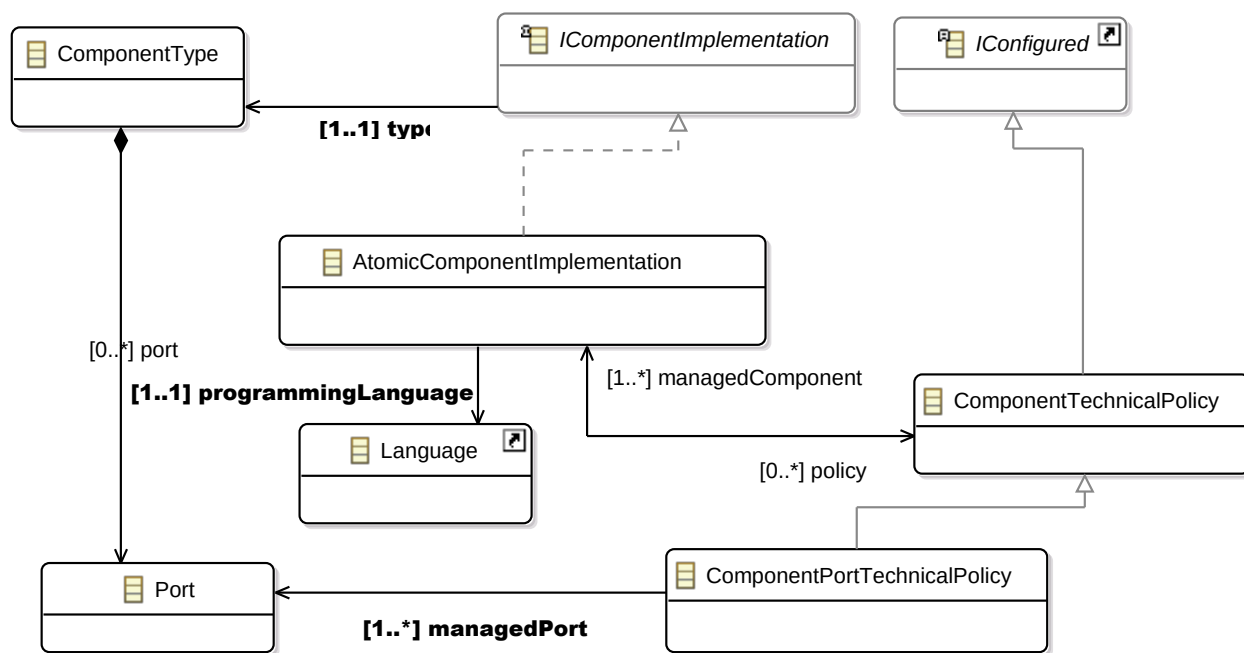 ComponentType
IComponentImplementation
IConfigured
[1..1] type
AtomicComponentImplementation
[0..*] port
[1..1] programmingLanguage
[1..*] managedComponent
ComponentTechnicalPolicy
Language
[0..*] policy
Port
ComponentPortTechnicalPolicy
[1..*] managedPort